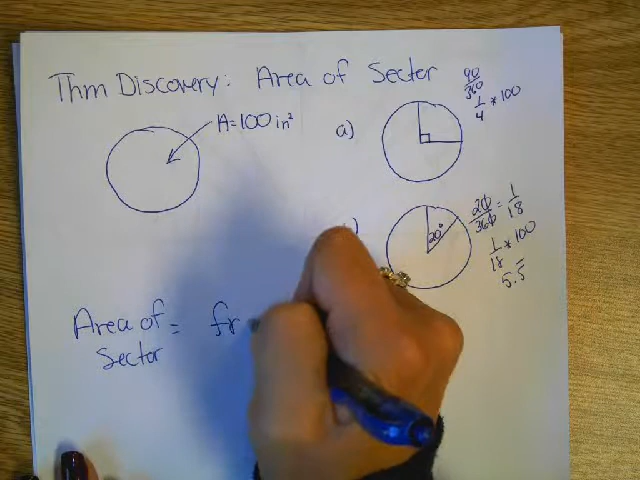 Thm Discovery: Area of Sector
A=100 in²
a)
90/360
1/4 * 100
)
20°
20/360 = 1/18
1/18 * 100
5.5
Area of = fr
Sector